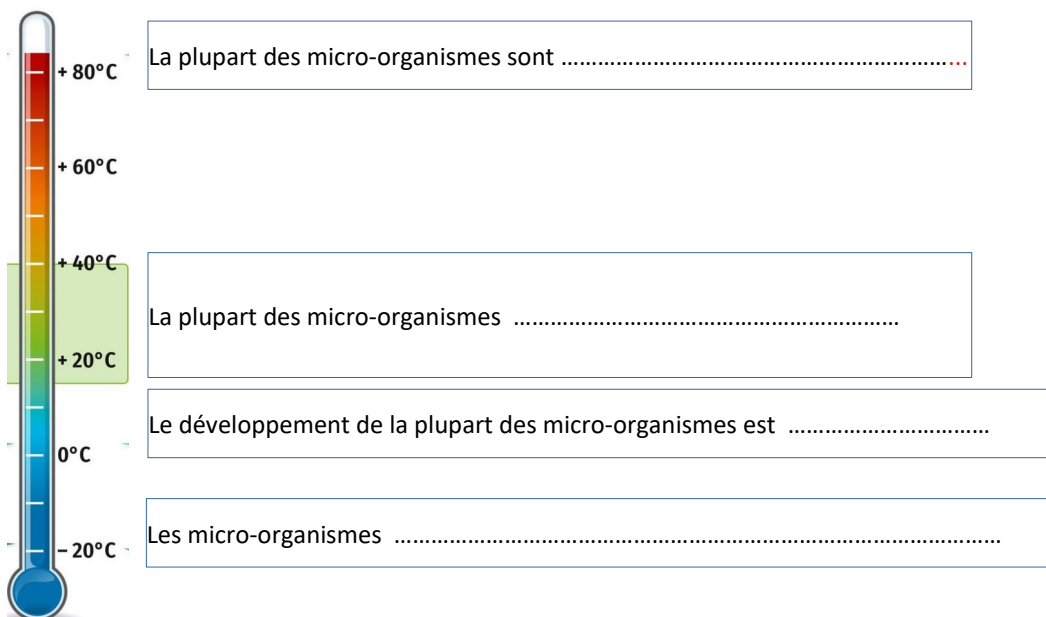 + 80°C
La plupart des micro-organismes sont ………………………………………………………...
+ 60°C
+ 40°C
La plupart des micro-organismes ………………………………………………………
+ 20°C
Le développement de la plupart des micro-organismes est ……………………………
0°C
Les micro-organismes ………………………………………………………………………………………
– 20°C